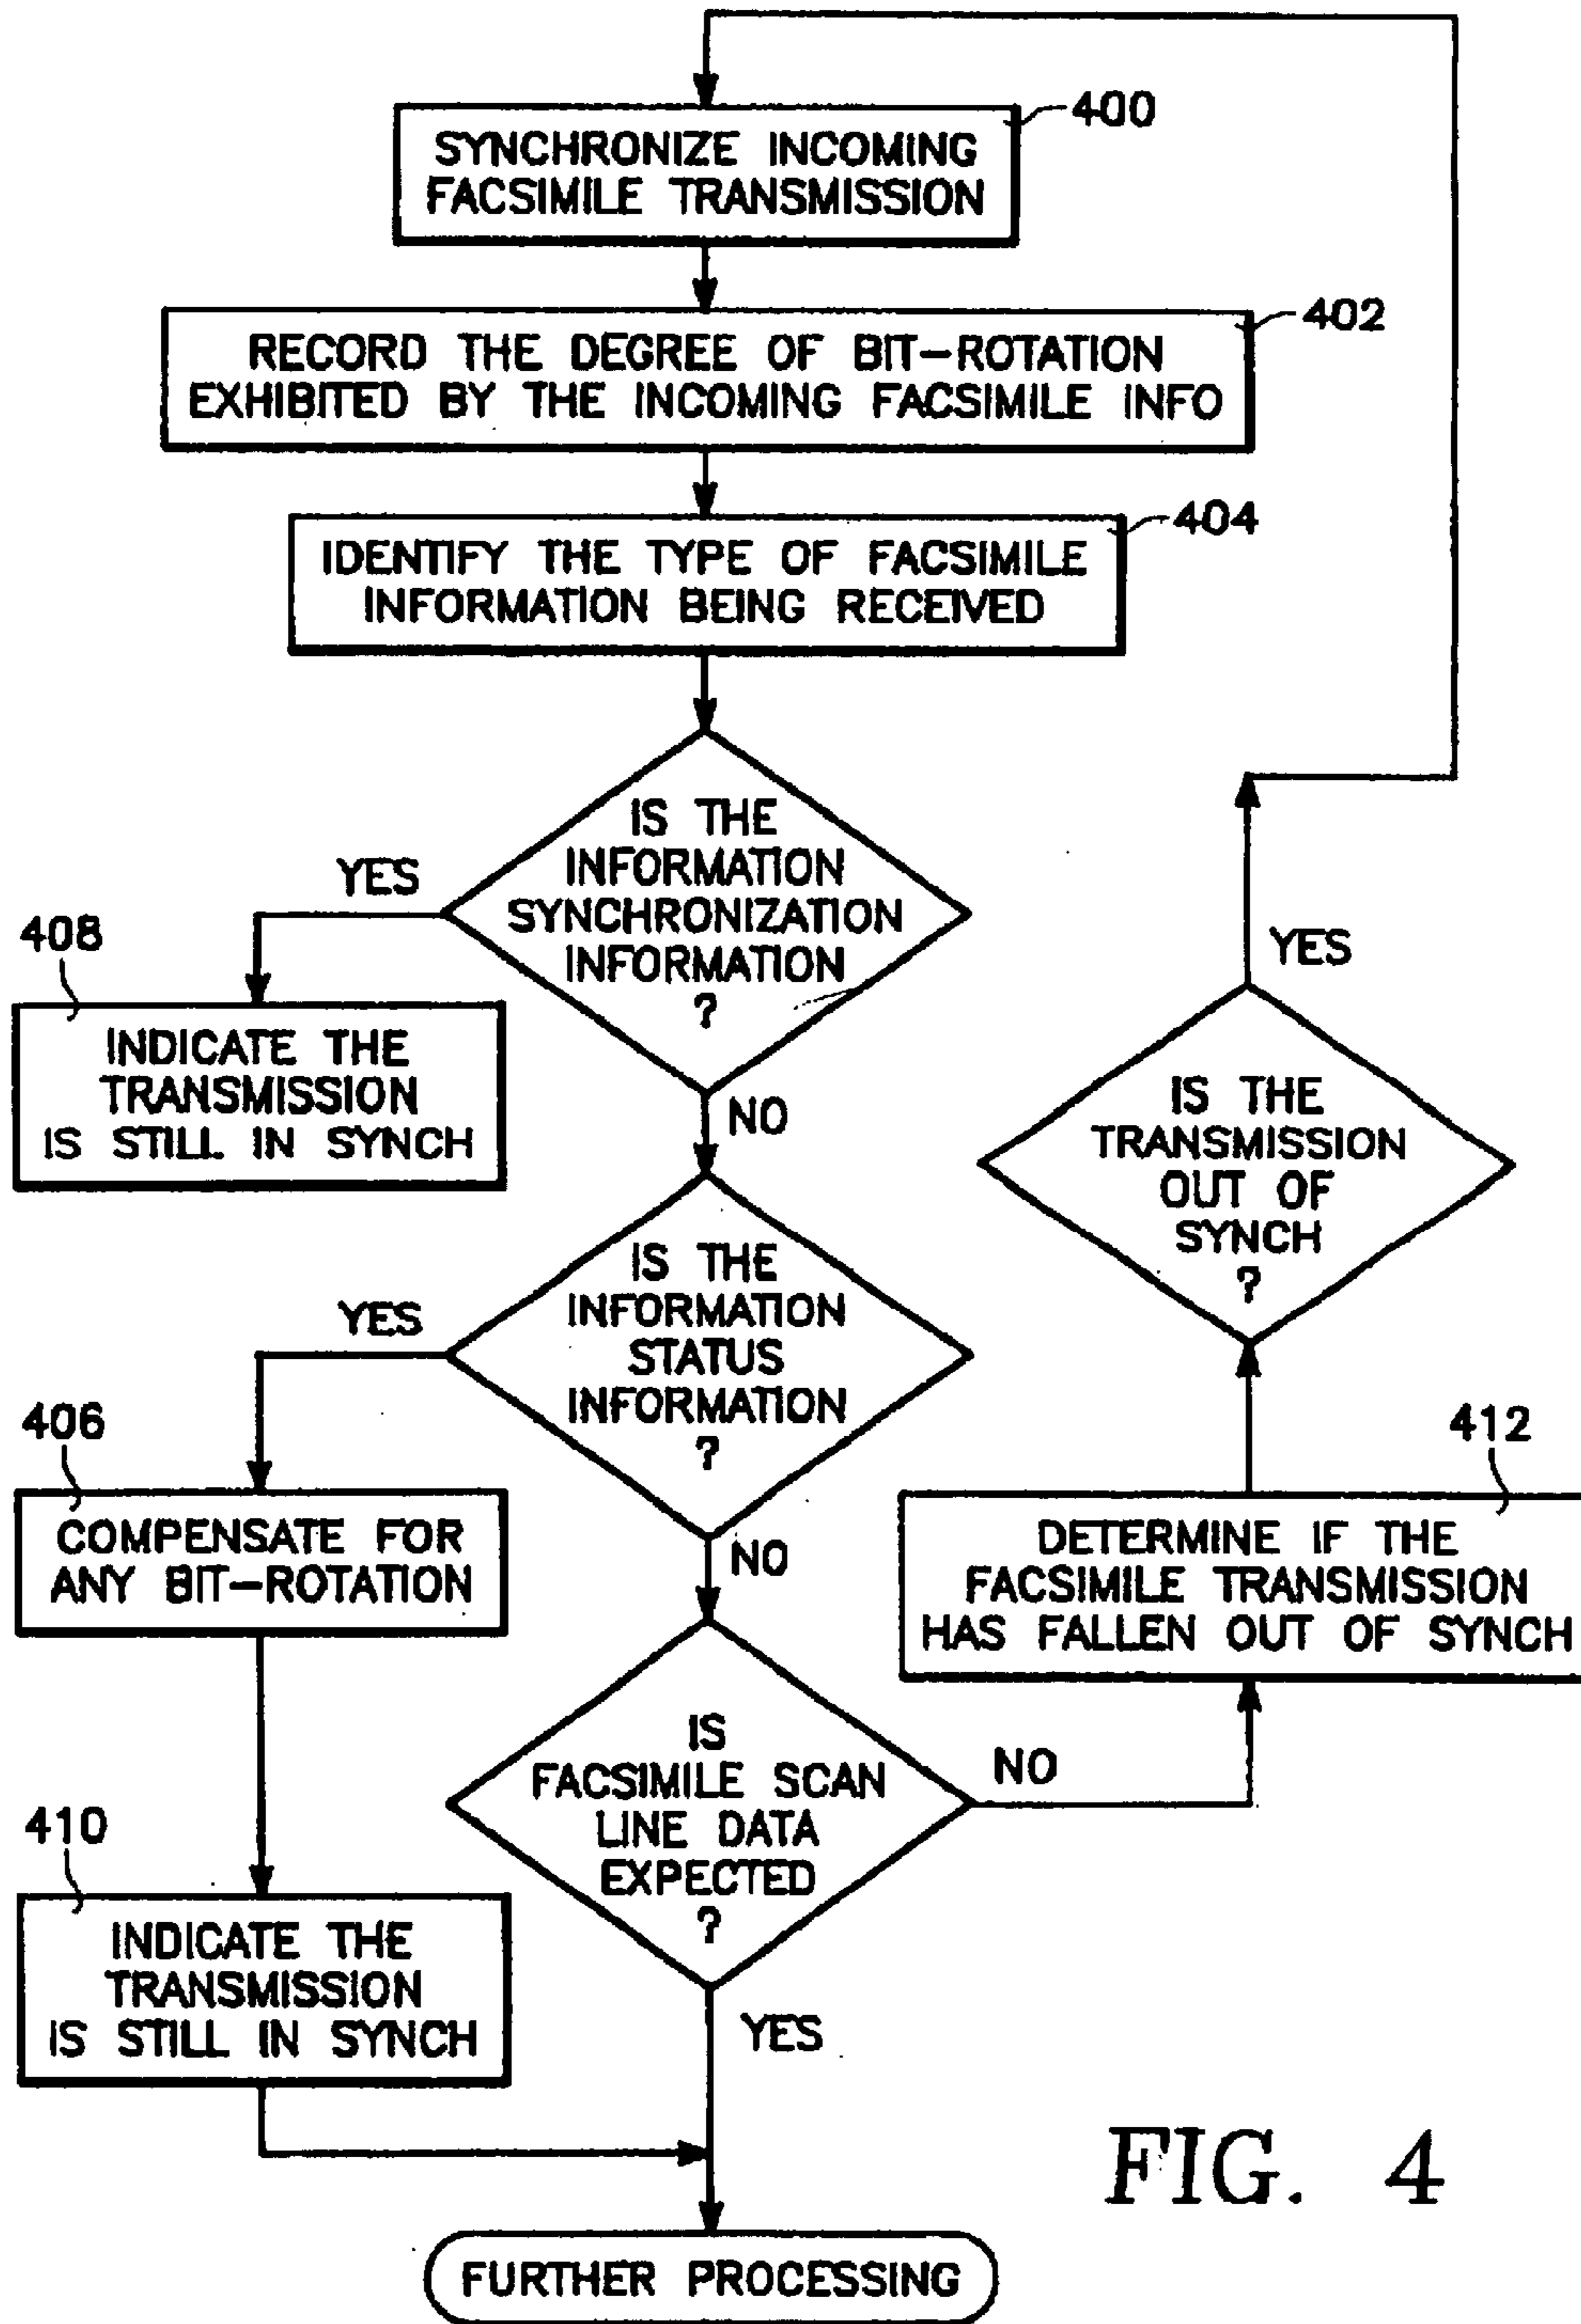 400
SYNCHRONIZE INCOMING
FACSIMILE TRANSMISSION
402
RECORD THE DEGREE OF BIT-ROTATION
EXHIBITED BY THE INCOMING FACSIMILE INFO
404
IDENTIFY THE TYPE OF FACSIMILE
INFORMATION BEING RECEIVED
IS THE
INFORMATION
SYNCHRONIZATION
INFORMATION
?
YES
408
INDICATE THE
TRANSMISSION
IS STILL IN SYNCH
NO
IS THE
INFORMATION
STATUS
INFORMATION
?
YES
406
COMPENSATE FOR
ANY BIT-ROTATION
410
INDICATE THE
TRANSMISSION
IS STILL IN SYNCH
NO
IS
FACSIMILE SCAN
LINE DATA
EXPECTED
?
NO
412
DETERMINE IF THE
FACSIMILE TRANSMISSION
HAS FALLEN OUT OF SYNCH
IS THE
TRANSMISSION
OUT OF
SYNCH
?
YES
YES
FURTHER PROCESSING
FIG. 4